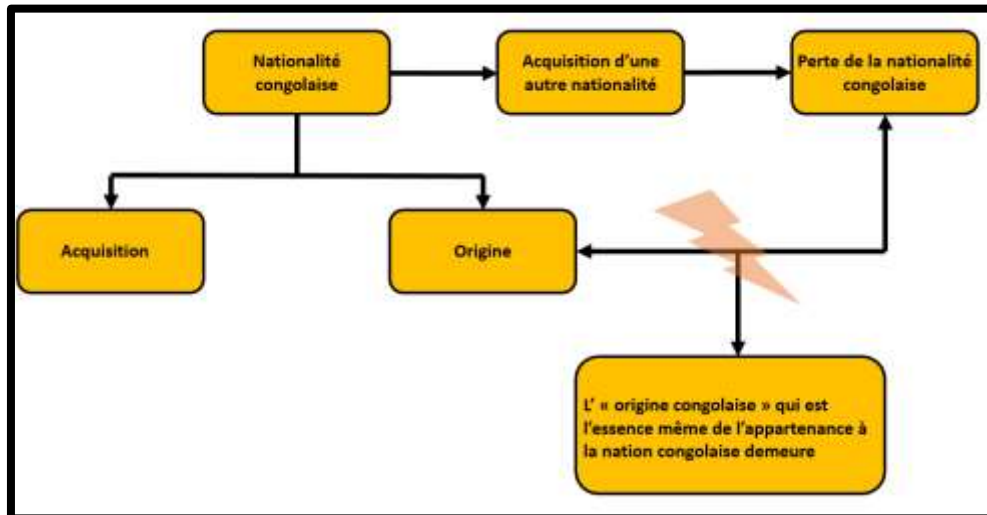 Nationalité
congolaise
Acquisition d’une
autre nationalité
Perte de la nationalité
congolaise
Acquisition
Origine
L’ « origine congolaise » qui est
l’essence même de l’appartenance à
la nation congolaise demeure